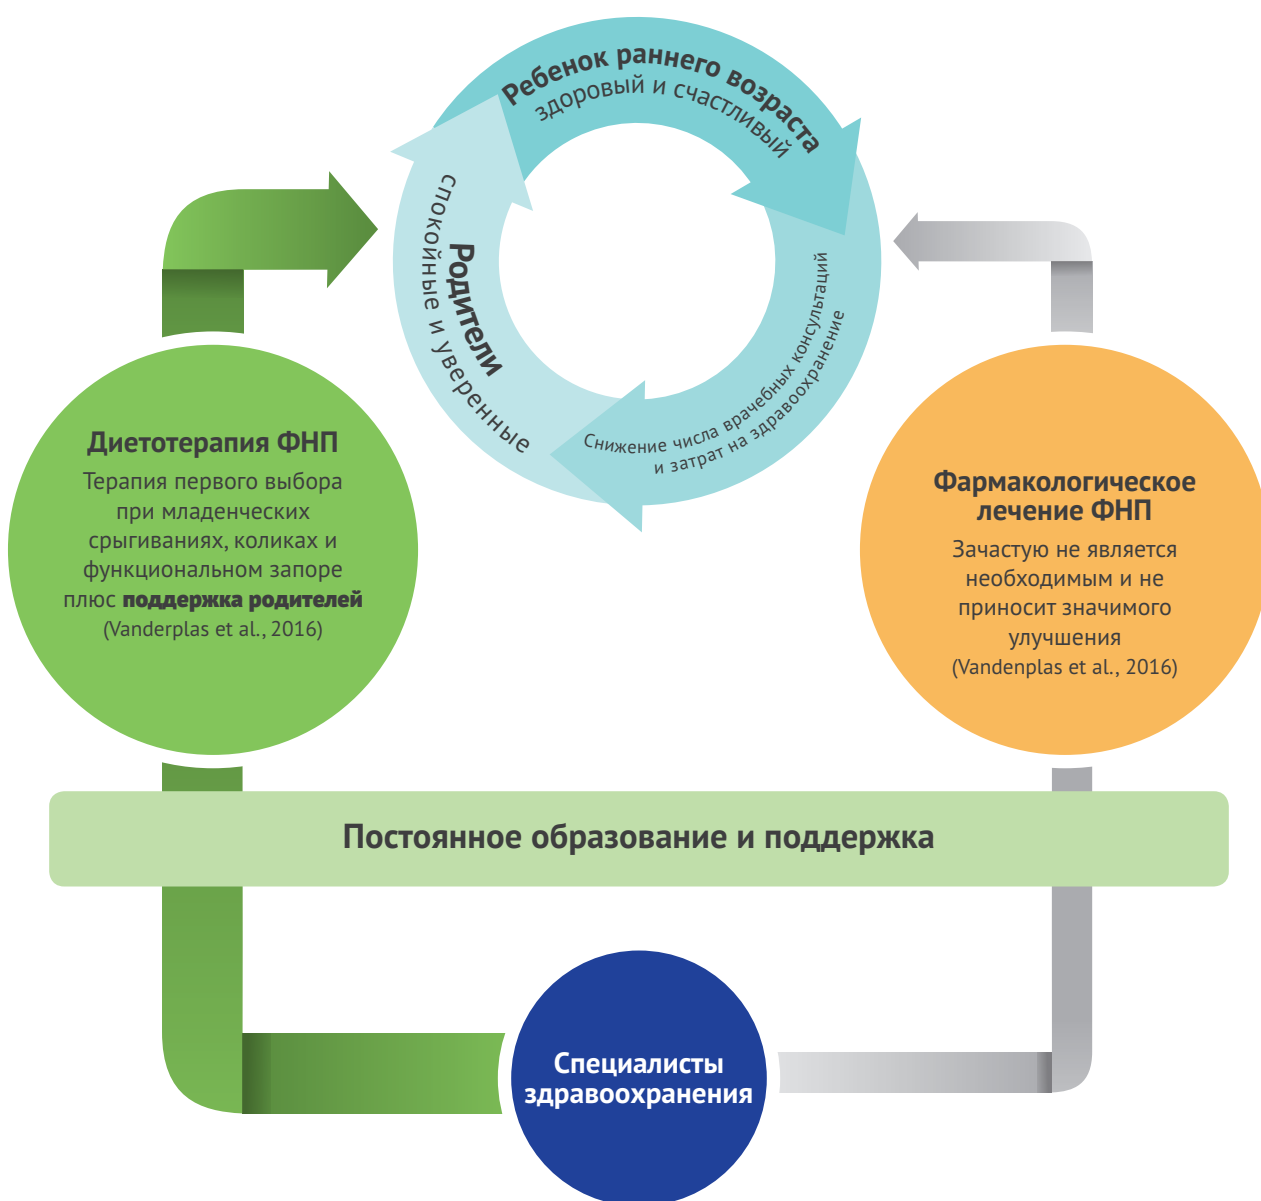 Ребенок раннего возраста
здоровый и счастливый
Родители
спокойные и уверенные
Снижение числа врачебных консультаций
и затрат на здравоохранение
Диетотерапия ФНП
Терапия первого выбора
при младенческих
срыгиваниях, коликах и
функциональном запоре
плюс поддержка родителей
(Vanderplas et al., 2016)
Фармакологическое
лечение ФНП
Зачастую не является
необходимым и не
приносит значимого
улучшения
(Vandenplas et al., 2016)
Постоянное образование и поддержка
Специалисты
здравоохранения